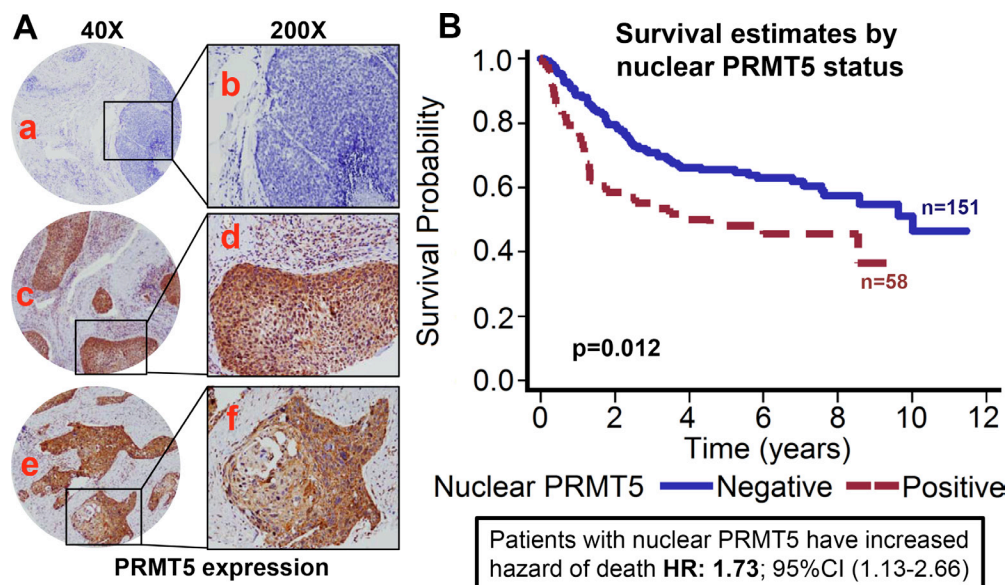 A
40X
200X
a
b
c
d
e
f
PRMT5 expression
B
Survival estimates by
nuclear PRMT5 status
Survival Probability
1.0
0.8
0.6
0.4
0.2
0.0
n=151
n=58
p=0.012
0 2 4 6 8 10 12
Time (years)
Nuclear PRMT5 Negative Positive
Patients with nuclear PRMT5 have increased
hazard of death HR: 1.73; 95%CI (1.13-2.66)